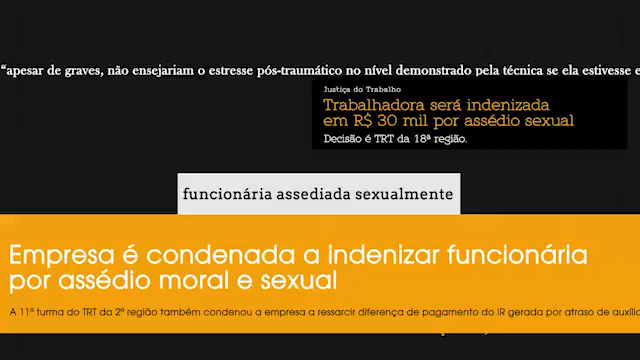 “apesar de graves, não ensejariam o estresse pós-traumático no nível demonstrado pela técnica se ela estivesse e
Justiça do Trabalho
Trabalhadora será indenizada
em R$ 30 mil por assédio sexual
Decisão é TRT da 18ª região.
funcionária assediada sexualmente
Empresa é condenada a indenizar funcionária
por assédio moral e sexual
A 11ª turma do TRT da 2ª região também condenou a empresa a ressarcir diferença de pagamento do IR gerada por atraso de auxíli